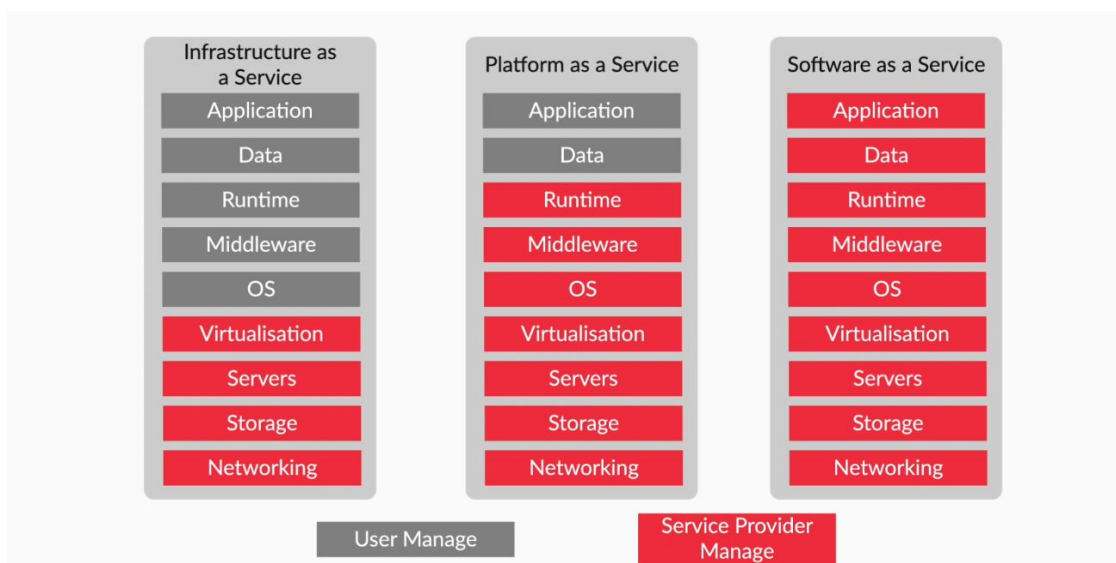 Infrastructure as
a Service
Application
Data
Runtime
Middleware
OS
Virtualisation
Servers
Storage
Networking
Platform as a Service
Application
Data
Runtime
Middleware
OS
Virtualisation
Servers
Storage
Networking
Software as a Service
Application
Data
Runtime
Middleware
OS
Virtualisation
Servers
Storage
Networking
User Manage
Service Provider
Manage